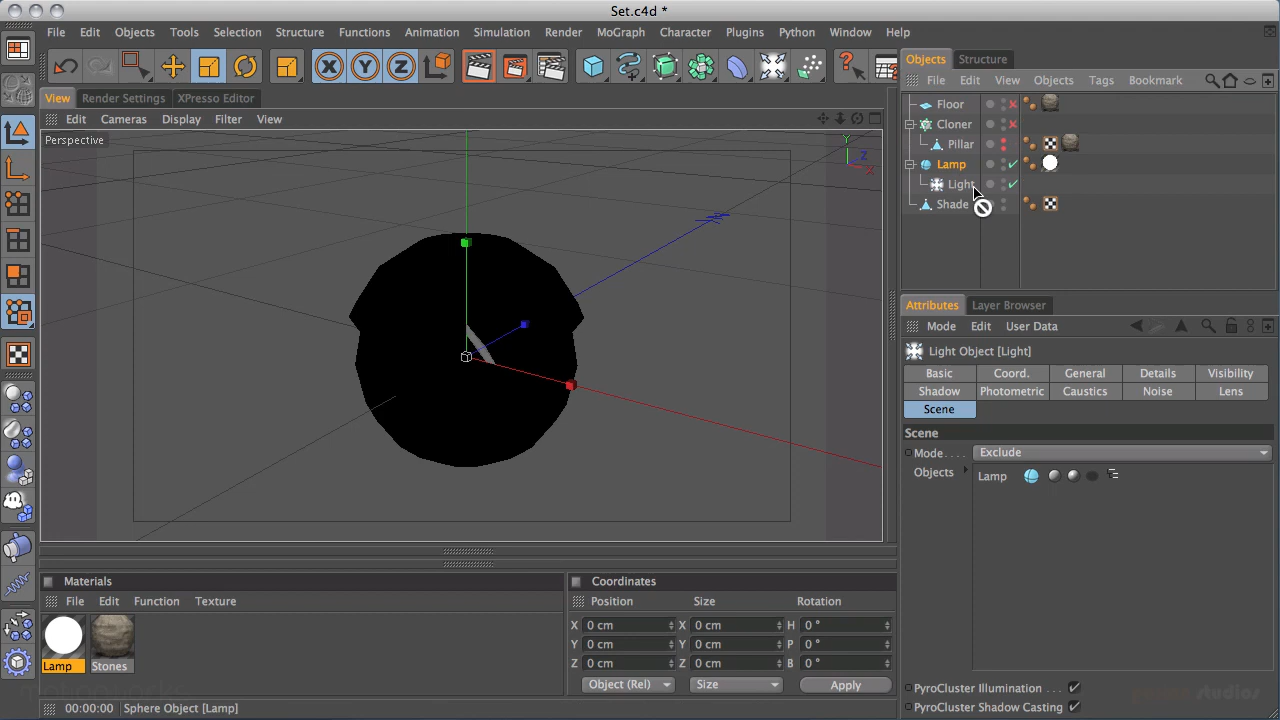 Set.c4d *
File Edit Objects Tools Selection Structure Functions Animation Simulation Render MoGraph Character Plugins Python Window Help
X Y Z
Objects Structure
File Edit View Objects Tags Bookmark
View Render Settings XPresso Editor
Edit Cameras Display Filter View
Perspective
Y
Z
X
Floor
Cloner
Pillar
Lamp
Light
Shade
Attributes Layer Browser
Mode Edit User Data
Light Object [Light]
Basic Coord. General Details Visibility
Shadow Photometric Caustics Noise Lens
Scene
Scene
Mode. . . . Exclude
Objects Lamp
PyroCluster Illumination . . .
PyroCluster Shadow Casting
Materials
File Edit Function Texture
Lamp Stones
Coordinates
Position Size Rotation
X 0 cm X 0 cm H 0 °
Y 0 cm Y 0 cm P 0 °
Z 0 cm Z 0 cm B 0 °
Object (Rel) Size Apply
00:00:00 Sphere Object [Lamp]
studios